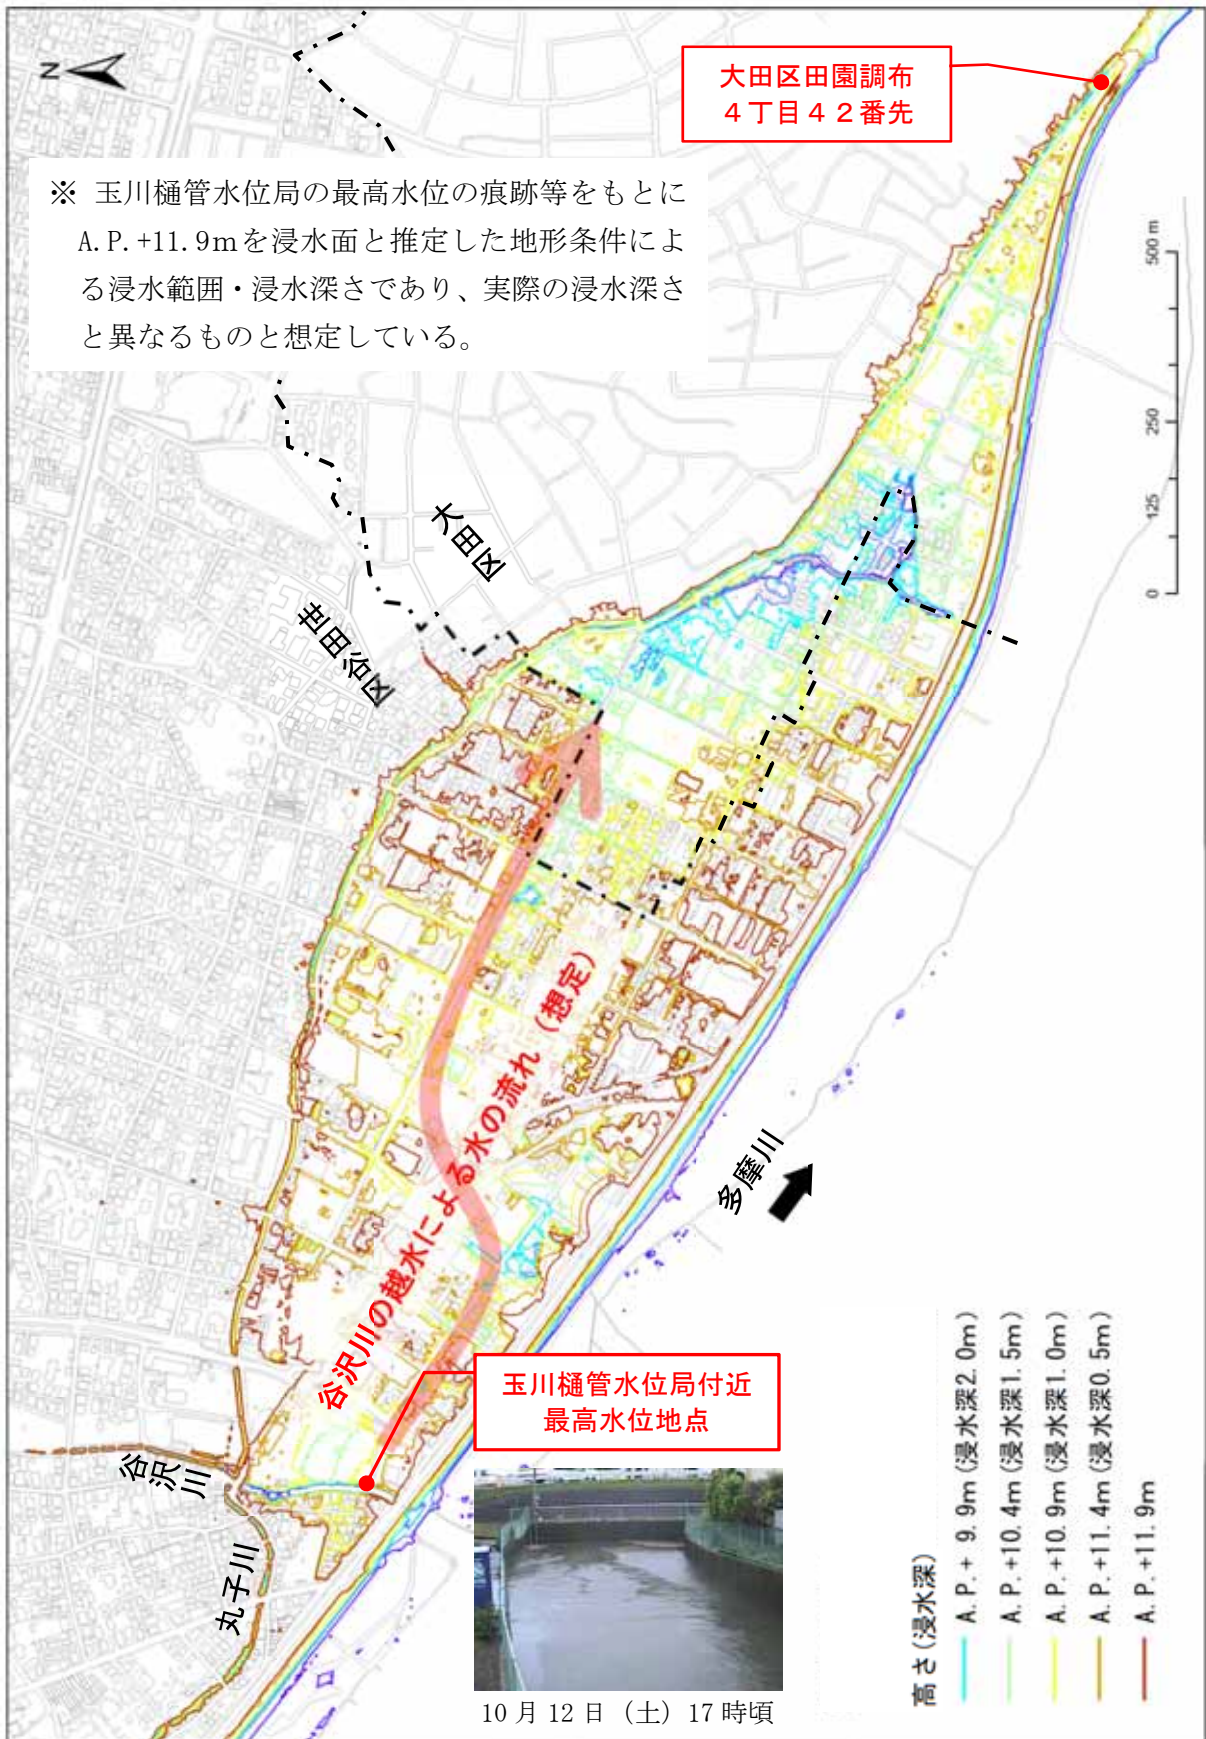 N
大田区田園調布
４丁目４２番先
※ 玉川樋管水位局の最高水位の痕跡等をもとに
A.P.+11.9mを浸水面と推定した地形条件によ
る浸水範囲・浸水深さであり、実際の浸水深さ
と異なるものと想定している。
500 m
250
125
0
大田区
世田谷区
谷沢川の越水による水の流れ（想定）
多摩川
玉川樋管水位局付近
最高水位地点
谷沢川
丸子川
10 月 12 日（土）17 時頃
高さ(浸水深)
A.P.+ 9.9m(浸水深2.0m)
A.P.+10.4m(浸水深1.5m)
A.P.+10.9m(浸水深1.0m)
A.P.+11.4m(浸水深0.5m)
A.P.+11.9m